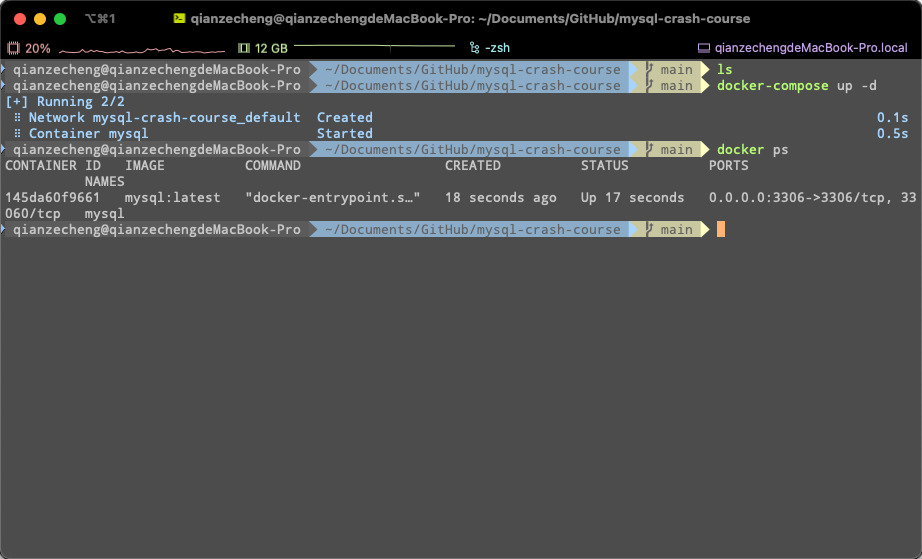 ⌥⌘1 qianzecheng@qianzechengdeMacBook-Pro: ~/Documents/GitHub/mysql-crash-course
20% 12 GB -zsh qianzechengdeMacBook-Pro.local
qianzecheng@qianzechengdeMacBook-Pro ~/Documents/GitHub/mysql-crash-course main ls
qianzecheng@qianzechengdeMacBook-Pro ~/Documents/GitHub/mysql-crash-course main docker-compose up -d
[+] Running 2/2
⠿ Network mysql-crash-course_default Created 0.1s
⠿ Container mysql Started 0.5s
qianzecheng@qianzechengdeMacBook-Pro ~/Documents/GitHub/mysql-crash-course main docker ps
CONTAINER ID IMAGE COMMAND CREATED STATUS PORTS
NAMES
145da60f9661 mysql:latest "docker-entrypoint.s…" 18 seconds ago Up 17 seconds 0.0.0.0:3306->3306/tcp, 33
060/tcp mysql
qianzecheng@qianzechengdeMacBook-Pro ~/Documents/GitHub/mysql-crash-course main